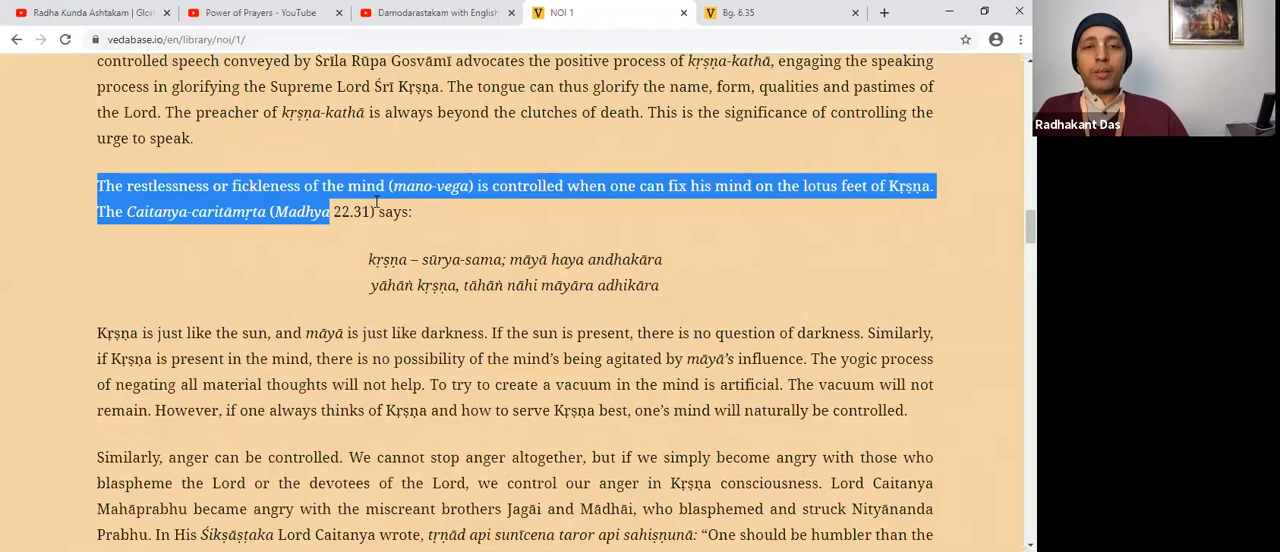 Radha Kunda Ashtakam | Glori
Power of Prayers - YouTube
Damodarastakam with English
NOI 1
Bg. 6.35
vedabase.io/en/library/noi/1/
controlled speech conveyed by Śrīla Rūpa Gosvāmī advocates the positive process of kṛṣṇa-kathā, engaging the speaking
process in glorifying the Supreme Lord Śrī Kṛṣṇa. The tongue can thus glorify the name, form, qualities and pastimes of
the Lord. The preacher of kṛṣṇa-kathā is always beyond the clutches of death. This is the significance of controlling the
urge to speak.
The restlessness or fickleness of the mind (mano-vega) is controlled when one can fix his mind on the lotus feet of Kṛṣṇa.
The Caitanya-caritāmṛta (Madhya 22.31) says:
kṛṣṇa – sūrya-sama; māyā haya andhakāra
yāhāṅ kṛṣṇa, tāhāṅ nāhi māyāra adhikāra
Kṛṣṇa is just like the sun, and māyā is just like darkness. If the sun is present, there is no question of darkness. Similarly,
if Kṛṣṇa is present in the mind, there is no possibility of the mind’s being agitated by māyā’s influence. The yogic process
of negating all material thoughts will not help. To try to create a vacuum in the mind is artificial. The vacuum will not
remain. However, if one always thinks of Kṛṣṇa and how to serve Kṛṣṇa best, one’s mind will naturally be controlled.
Similarly, anger can be controlled. We cannot stop anger altogether, but if we simply become angry with those who
blaspheme the Lord or the devotees of the Lord, we control our anger in Kṛṣṇa consciousness. Lord Caitanya
Mahāprabhu became angry with the miscreant brothers Jagāi and Mādhāi, who blasphemed and struck Nityānanda
Prabhu. In His Śikṣāṣṭaka Lord Caitanya wrote, tṛṇād api sunīcena taror api sahiṣṇunā: “One should be humbler than the
Radhakant Das